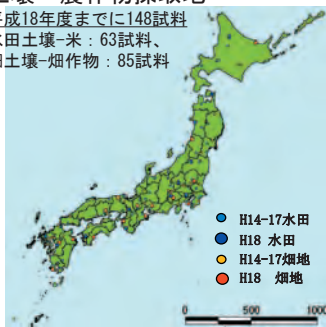 平成18年度までに148試料
水田土壌-米：63試料、
土壌-畑作物：85試料
H14-17水田
H18 水田
H14-17畑地
H18 畑地
0 500 1000